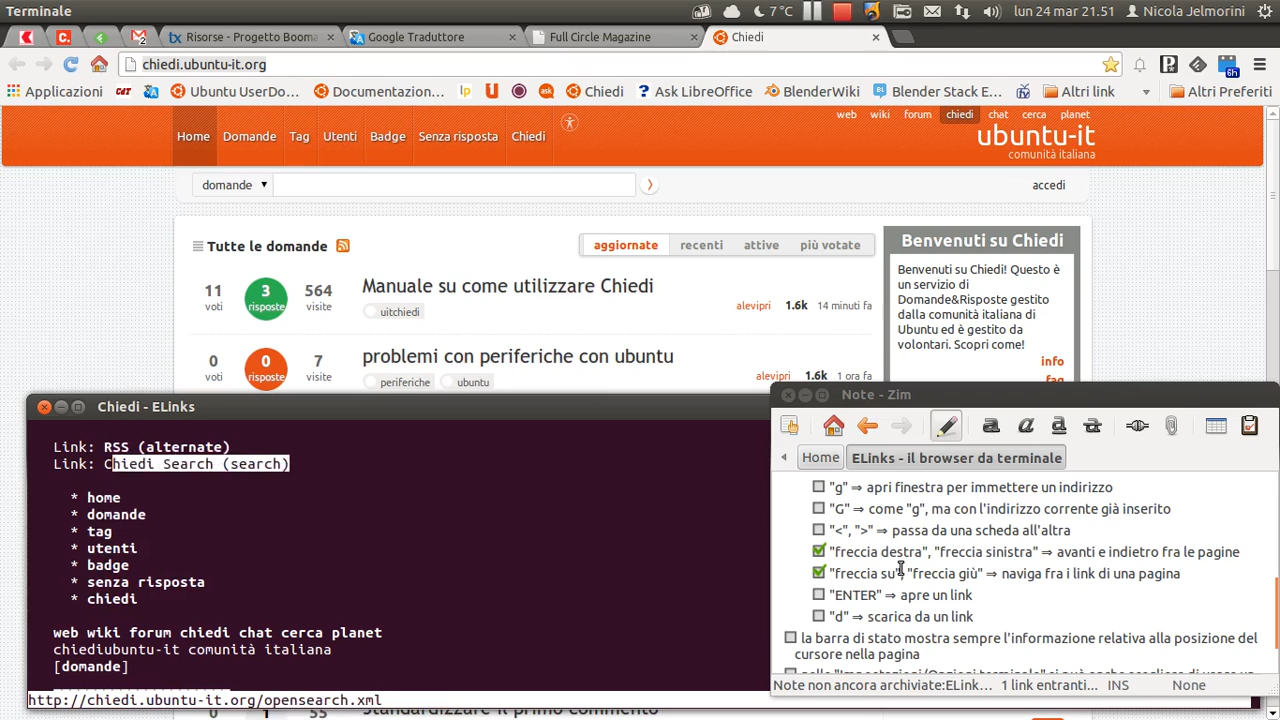 Terminale
7°C
lun 24 mar 21.51
Nicola Jelmorini
2
Risorse - Progetto Booma
Google Traduttore
Full Circle Magazine
Chiedi
chiedi.ubuntu-it.org
6h
Applicazioni
CAT
Ubuntu UserDo...
Documentazion...
lp
U
ask
Chiedi
Ask LibreOffice
BlenderWiki
Blender Stack E...
Altri link
Altri Preferiti
web wiki forum chiedi chat cerca planet
Home Domande Tag Utenti Badge Senza risposta Chiedi
ubuntu-it
comunità italiana
domande
accedi
Tutte le domande
aggiornate recenti attive più votate
11 voti
3 risposte
564 visite
Manuale su come utilizzare Chiedi
uitchiedi
alevipri 1.6k 14 minuti fa
0 voti
0 risposte
7 visite
problemi con periferiche con ubuntu
periferiche ubuntu
alevipri 1.6k 1 ora fa
Benvenuti su Chiedi
Benvenuti su Chiedi! Questo è
un servizio di
Domande&Risposte gestito
dalla comunità italiana di
Ubuntu ed è gestito da
volontari. Scopri come!
info
faq
Chiedi - ELinks
Link: RSS (alternate)
Link: Chiedi Search (search)
* home
* domande
* tag
* utenti
* badge
* senza risposta
* chiedi
web wiki forum chiedi chat cerca planet
chiediubuntu-it comunità italiana
[domande]
http://chiedi.ubuntu-it.org/opensearch.xml
Note - Zim
Home
ELinks - il browser da terminale
"g" ⇒ apri finestra per immettere un indirizzo
"G" ⇒ come "g", ma con l'indirizzo corrente già inserito
"<", ">" ⇒ passa da una scheda all'altra
"freccia destra", "freccia sinistra" ⇒ avanti e indietro fra le pagine
"freccia su", "freccia giù" ⇒ naviga fra i link di una pagina
"ENTER" ⇒ apre un link
"d" ⇒ scarica da un link
la barra di stato mostra sempre l'informazione relativa alla posizione del
cursore nella pagina
Note non ancora archiviate:ELink... 1 link entranti... INS None